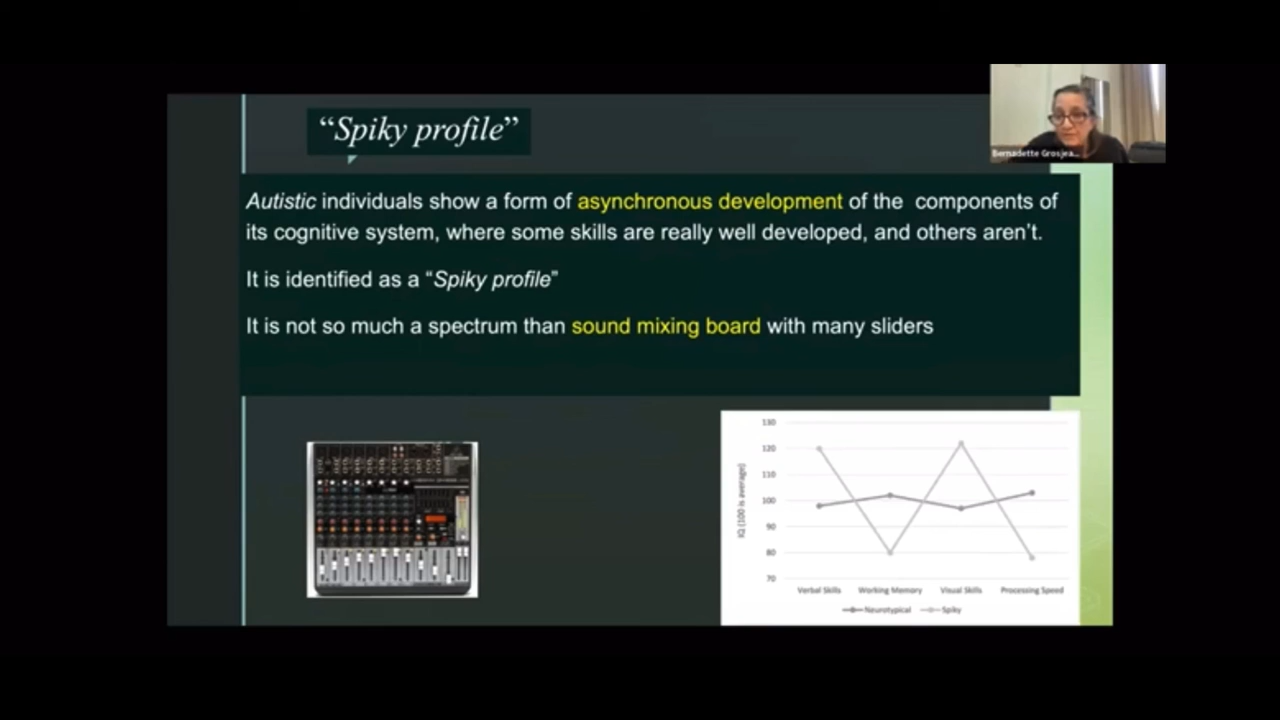 “Spiky profile”
Bernadette Grosjea...
Autistic individuals show a form of asynchronous development of the components of
its cognitive system, where some skills are really well developed, and others aren’t.
It is identified as a “Spiky profile”
It is not so much a spectrum than sound mixing board with many sliders
IQ (100 is average)
130
120
110
100
90
80
70
Verbal Skills Working Memory Visual Skills Processing Speed
Neurotypical Spiky